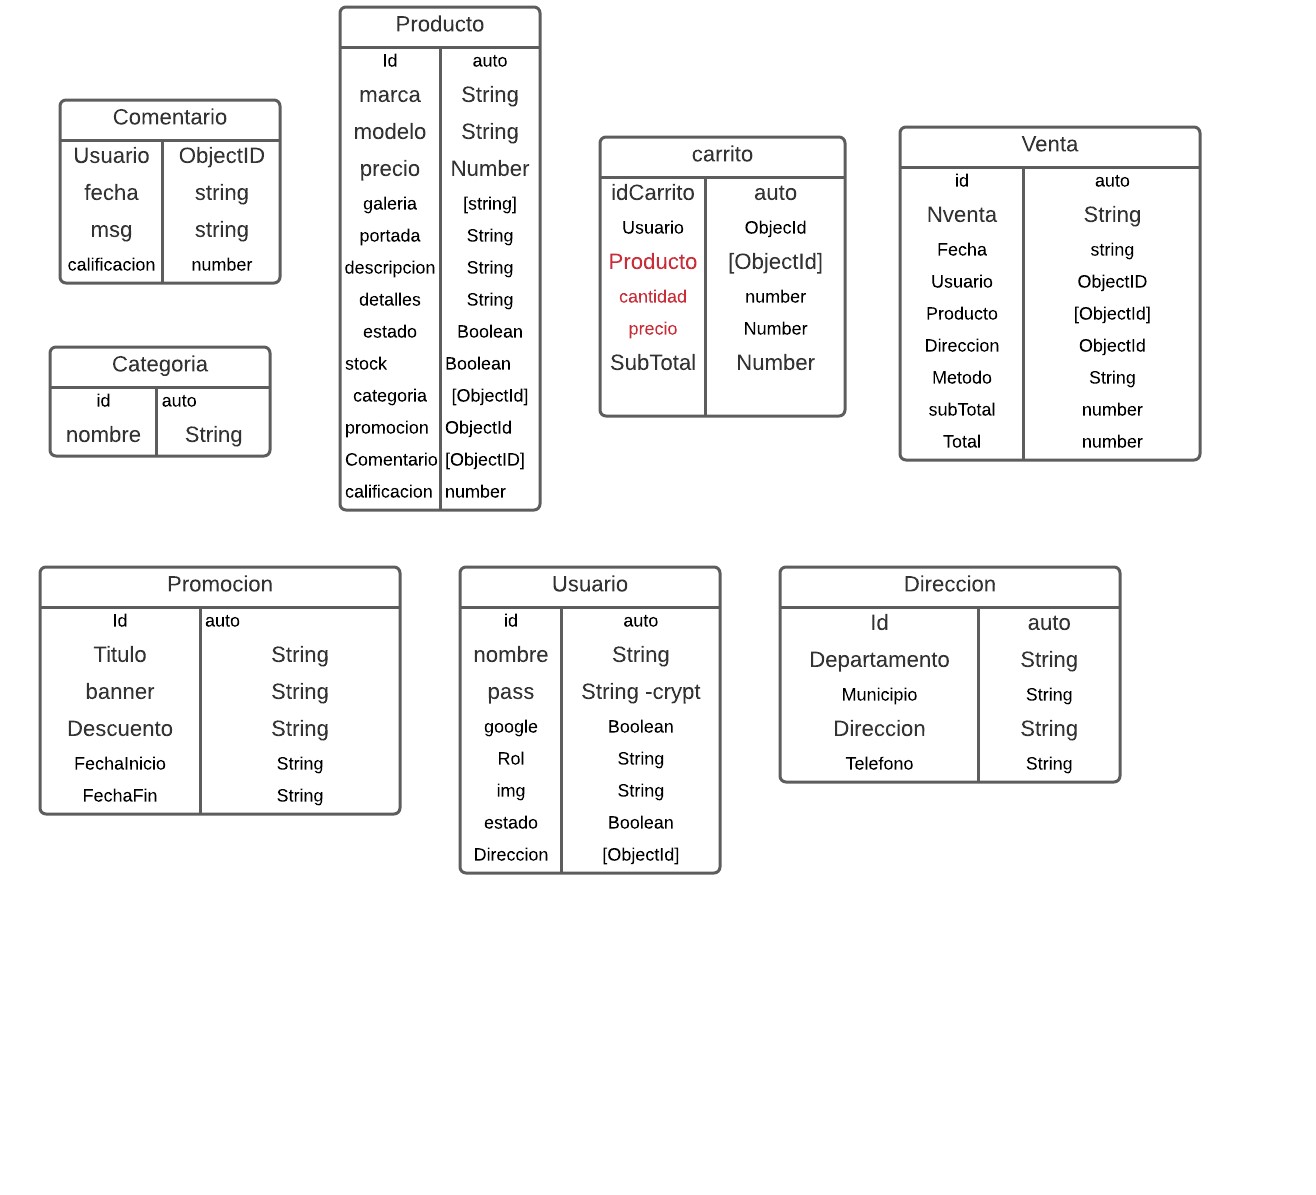 Comentario
Usuario ObjectID
fecha string
msg string
calificacion number
Categoria
id auto
nombre String
Producto
Id auto
marca String
modelo String
precio Number
galeria [string]
portada String
descripcion String
detalles String
estado Boolean
stock Boolean
categoria [ObjectId]
promocion ObjectId
Comentario [ObjectID]
calificacion number
carrito
idCarrito auto
Usuario ObjecId
Producto [ObjectId]
cantidad number
precio Number
SubTotal Number
Venta
id auto
Nventa String
Fecha string
Usuario ObjectID
Producto [ObjectId]
Direccion ObjectId
Metodo String
subTotal number
Total number
Promocion
Id auto
Titulo String
banner String
Descuento String
FechaInicio String
FechaFin String
Usuario
id auto
nombre String
pass String -crypt
google Boolean
Rol String
img String
estado Boolean
Direccion [ObjectId]
Direccion
Id auto
Departamento String
Municipio String
Direccion String
Telefono String